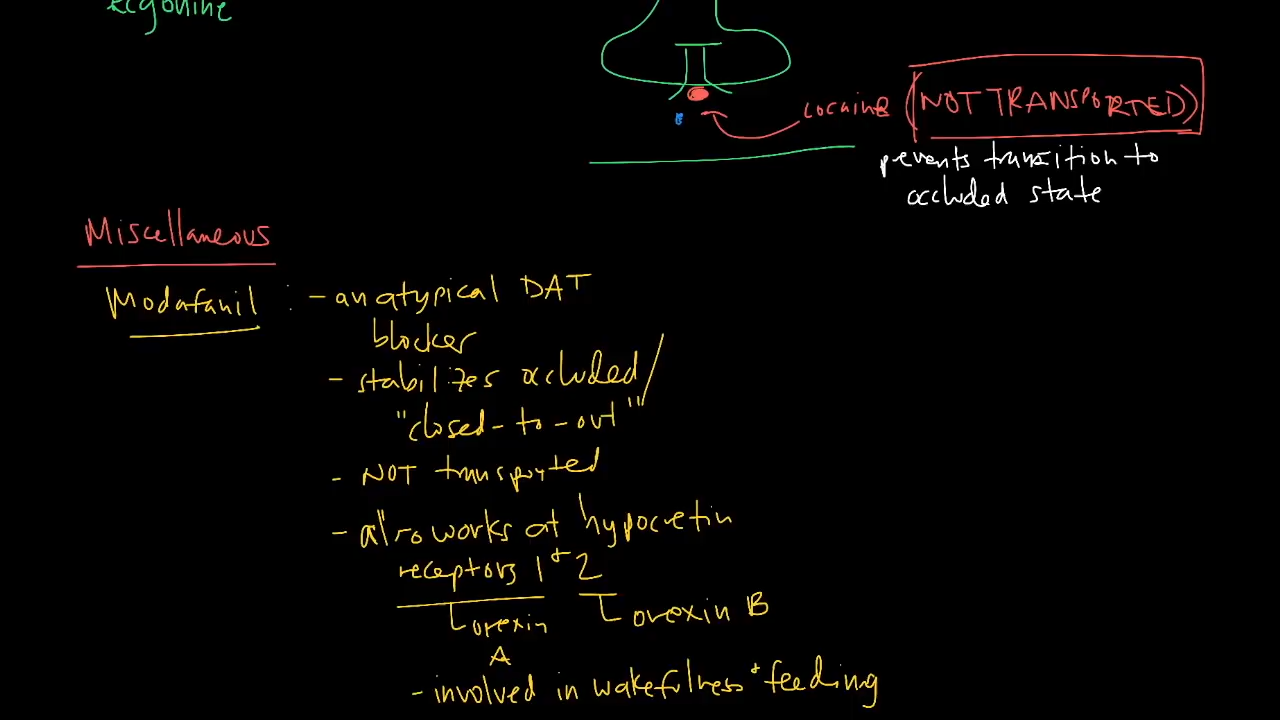 Ecgonine
cocaine (NOT TRANSPORTED)
prevents transition to
occluded state
Miscellaneous
Modafanil : - an atypical DAT
blocker
- stabilizes occluded/
"closed-to-out"
- NOT transported
- also works at hypocretin
receptors 1 + 2
orexin
A
orexin B
- involved in wakefulness + feeding